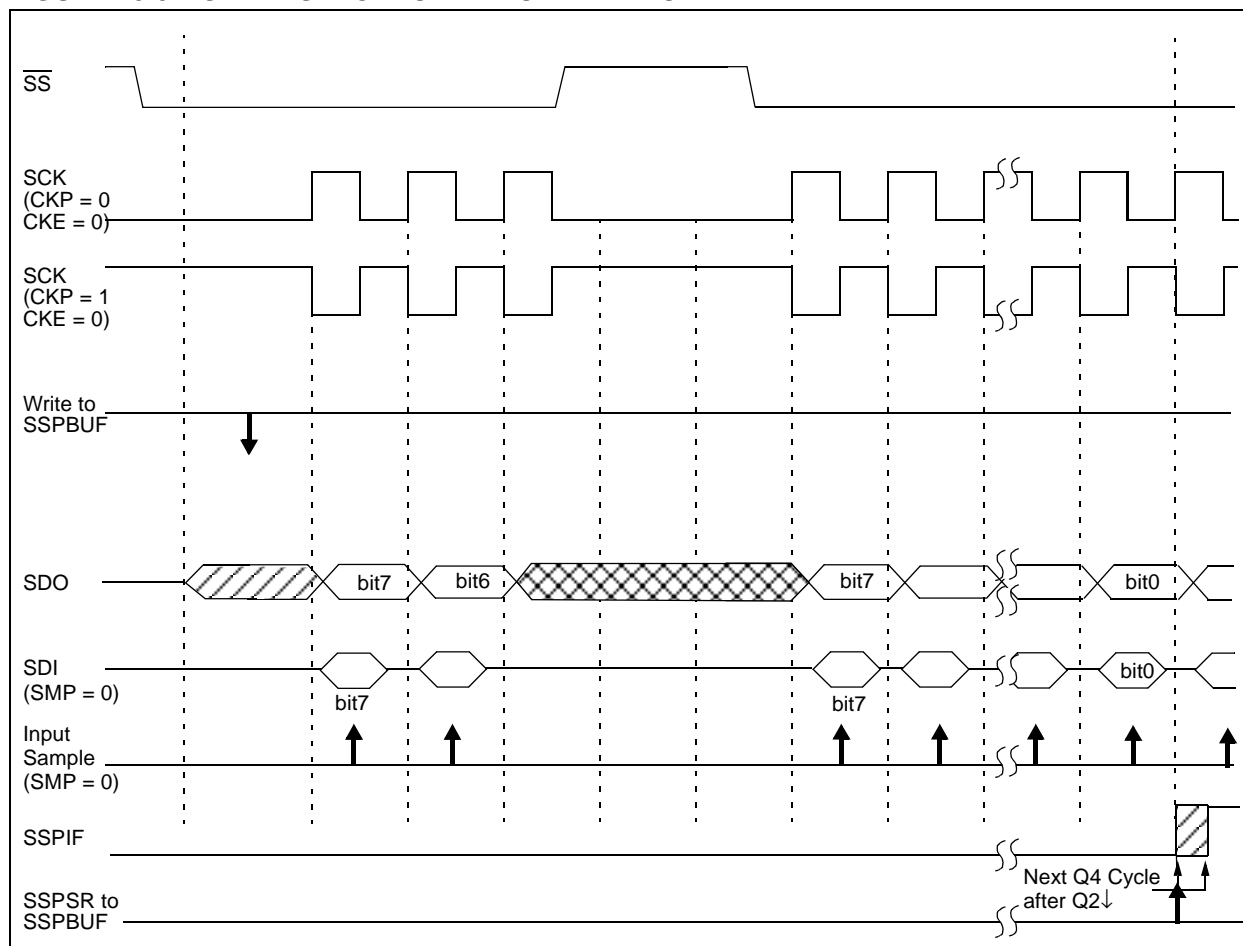 SS
SCK
(CKP = 0
CKE = 0)
SCK
(CKP = 1
CKE = 0)
Write to
SSPBUF
SDO
bit7
bit6
bit7
bit0
SDI
(SMP = 0)
bit7
bit7
bit0
Input
Sample
(SMP = 0)
SSPIF
Next Q4 Cycle
after Q2↓
SSPSR to
SSPBUF